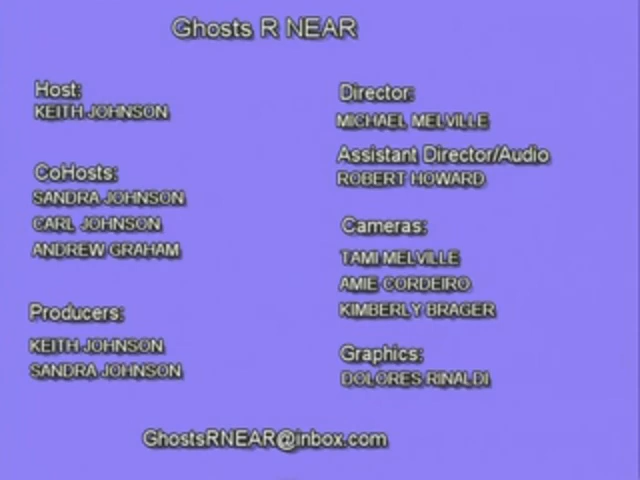 Ghosts R NEAR
Host:
KEITH JOHNSON
CoHosts:
SANDRA JOHNSON
CARL JOHNSON
ANDREW GRAHAM
Producers:
KEITH JOHNSON
SANDRA JOHNSON
Director:
MICHAEL MELVILLE
Assistant Director/Audio
ROBERT HOWARD
Cameras:
TAMI MELVILLE
AMIE CORDEIRO
KIMBERLY BRAGER
Graphics:
DOLORES RINALDI
GhostsRNEAR@inbox.com